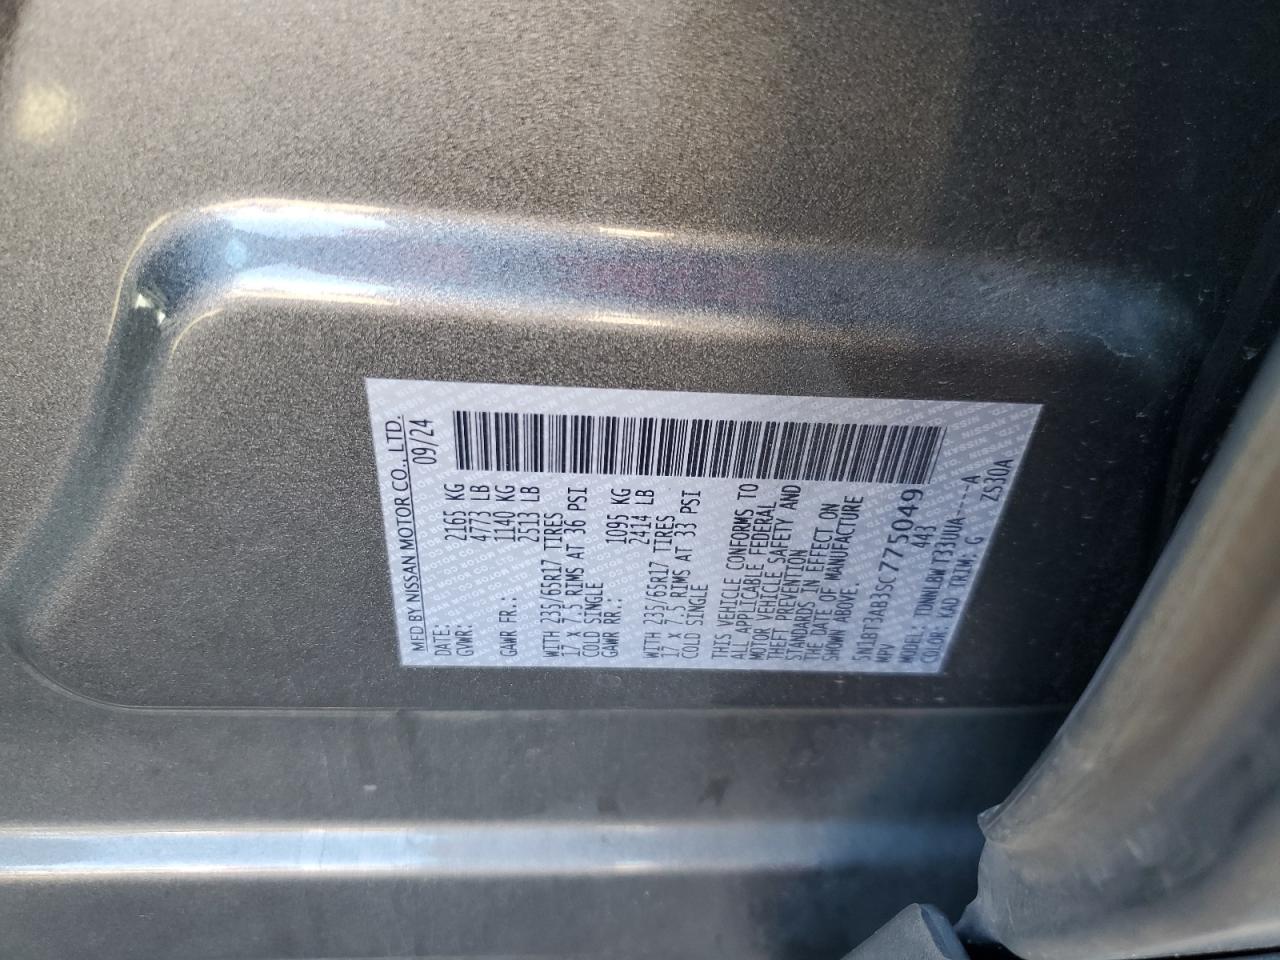 MFD BY NISSAN MOTOR CO., LTD.
DATE: 09/24
GVWR: 2165 KG
4773 LB
GAWR FR.: 1140 KG
2513 LB
WITH 235/65R17 TIRES
17 X 7.5 RIMS AT 36 PSI
COLD SINGLE
GAWR RR.: 1095 KG
2414 LB
WITH 235/65R17 TIRES
17 X 7.5 RIMS AT 33 PSI
COLD SINGLE
THIS VEHICLE CONFORMS TO
ALL APPLICABLE FEDERAL
MOTOR VEHICLE SAFETY AND
THEFT PREVENTION
STANDARDS IN EFFECT ON
THE DATE OF MANUFACTURE
SHOWN ABOVE.
5N1BT3AB3SC775049
MPV 443
MODEL: TDNNLBW T33UUA-----A
COLOR: KAD TRIM: G ZS30A